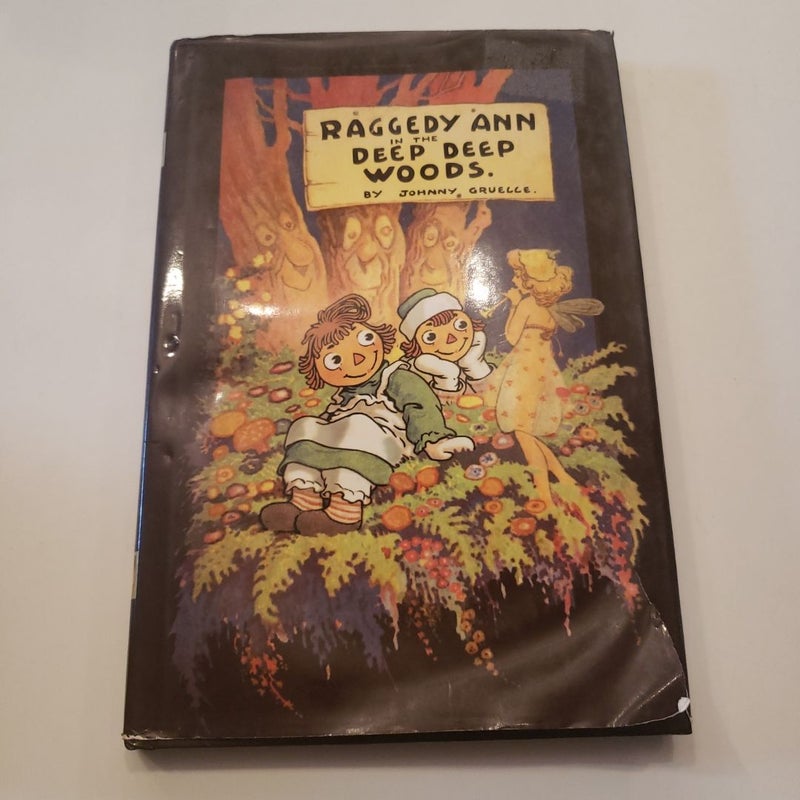 RAGGEDY ANN
IN THE
DEEP DEEP
WOODS.
BY JOHNNY GRUELLE.